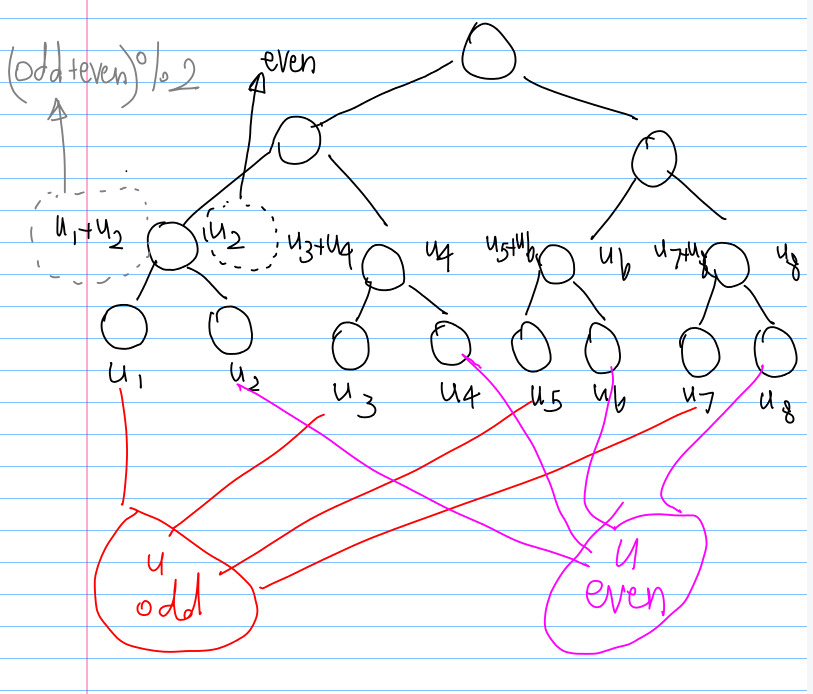 even
(odd+even)%2
u1+u2
u2
u3+u4
u4
u5+u6
u6
u7+u8
u8
u1
u2
u3
u4
u5
u6
u7
u8
u
odd
u
even